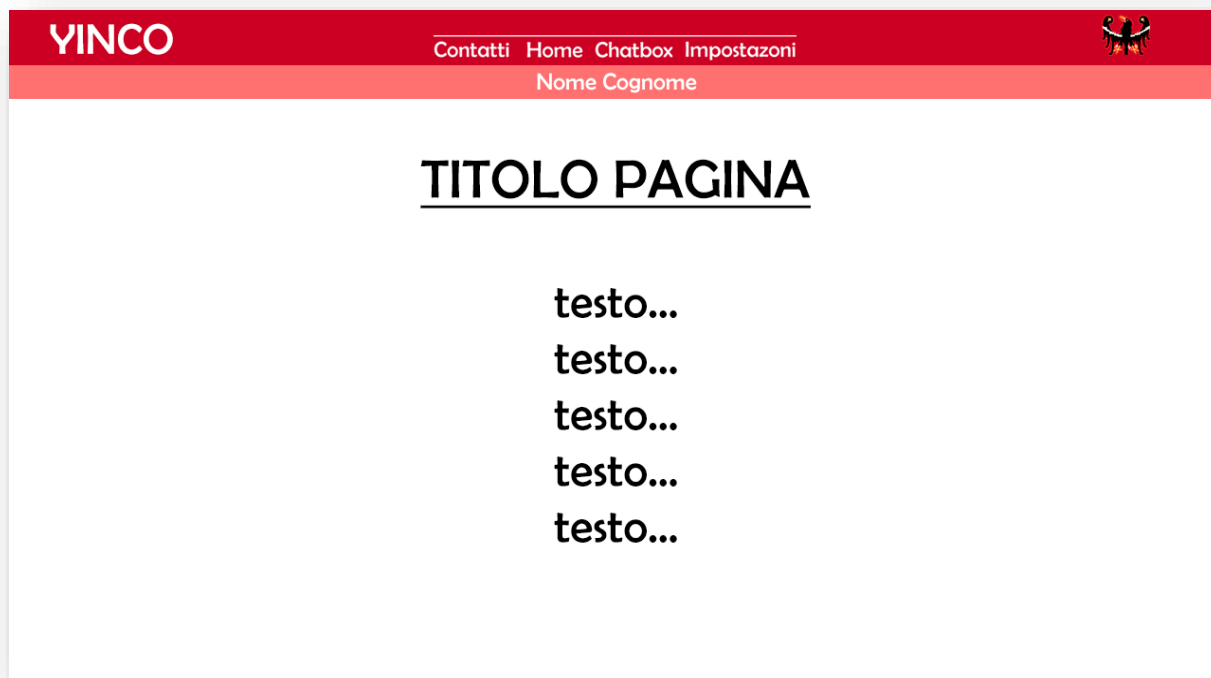 YINCO
Contatti Home Chatbox Impostazoni
Nome Cognome
TITOLO PAGINA
testo...
testo...
testo...
testo...
testo...